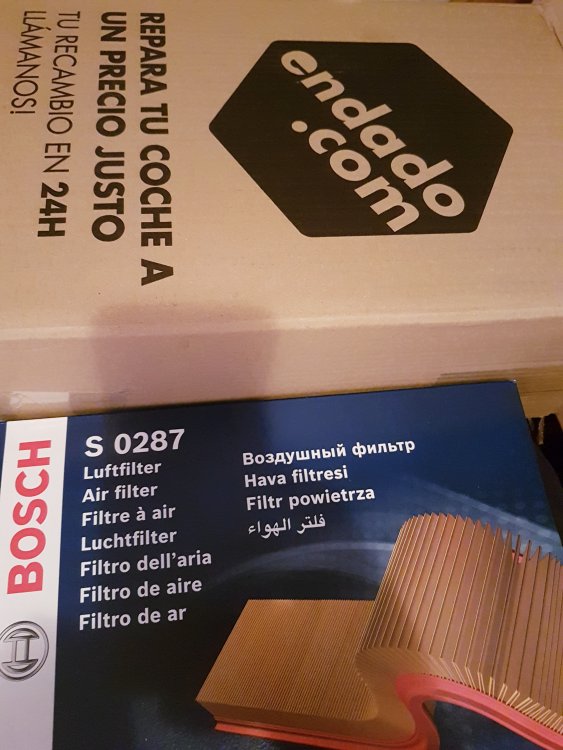 endado
.com
REPARA TU COCHE A
UN PRECIO JUSTO
TU RECAMBIO EN 24H
LLÁMANOS!
BOSCH
S 0287
Luftfilter
Air filter
Filtre à air
Luchtfilter
Filtro dell'aria
Filtro de aire
Filtro de ar
Воздушный фильтр
Hava filtresi
Filtr powietrza
فلتر الهواء